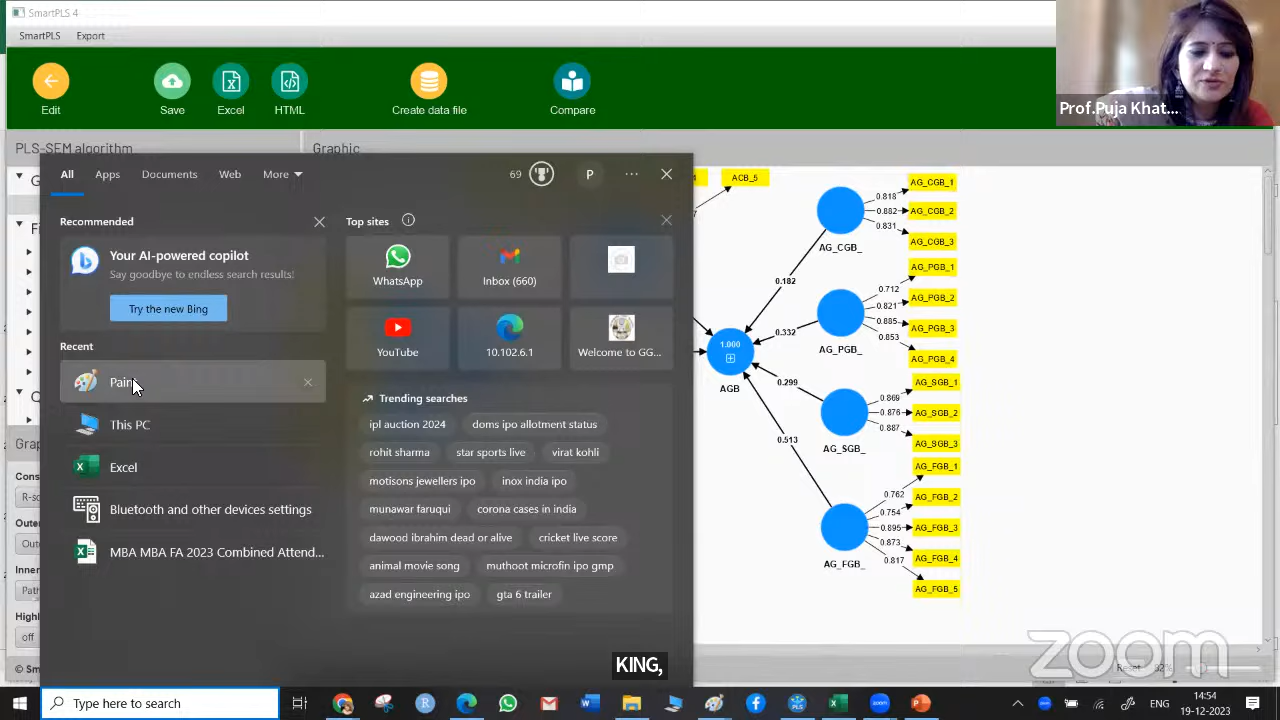 SmartPLS 4
SmartPLS Export
Prof.Puja Khat...
Edit Save Excel HTML Create data file Compare
PLS-SEM algorithm Graphic
All Apps Documents Web More 69 P
Recommended
Your AI-powered copilot
Say goodbye to endless search results!
Try the new Bing
Recent
Paint
This PC
Excel
Bluetooth and other devices settings
MBA MBA FA 2023 Combined Attend...
Top sites
WhatsApp Inbox (660)
YouTube 10.102.6.1 Welcome to GG...
Trending searches
ipl auction 2024 doms ipo allotment status
rohit sharma star sports live virat kohli
motisons jewellers ipo inox india ipo
munawar faruqui corona cases in india
dawood ibrahim dead or alive cricket live score
animal movie song muthoot microfin ipo gmp
azad engineering ipo gta 6 trailer
ACB_5
AG_CGB_1
0.818
0.882 AG_CGB_2
0.831
AG_CGB_3
AG_CGB_
0.182
AG_PGB_1
0.712
0.821 AG_PGB_2
0.885 AG_PGB_3
0.853
AG_PGB_4
AG_PGB_
0.332
1.000
AGB
0.299
AG_SGB_1
0.869
0.876 AG_SGB_2
0.887
AG_SGB_3
AG_SGB_
0.513
AG_FGB_1
0.762
0.754 AG_FGB_2
0.895 AG_FGB_3
0.873 AG_FGB_4
0.817
AG_FGB_5
AG_FGB_
off
KING,
zoom
Reset
Type here to search
14:54
19-12-2023